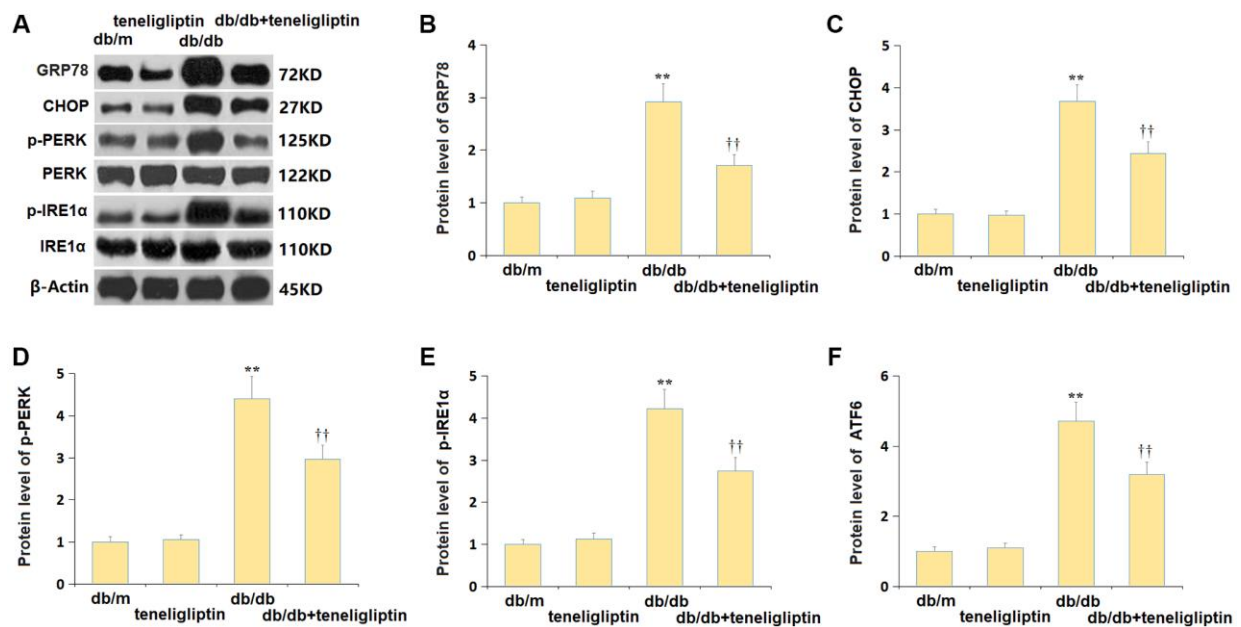 A
teneligliptin db/db+teneligliptin
db/m db/db
GRP78 72KD
CHOP 27KD
p-PERK 125KD
PERK 122KD
p-IRE1α 110KD
IRE1α 110KD
β-Actin 45KD
B
Protein level of GRP78
4
3
2
1
0
**
††
db/m db/db
teneligliptin db/db+teneligliptin
C
Protein level of CHOP
5
4
3
2
1
0
**
††
db/m db/db
teneligliptin db/db+teneligliptin
D
Protein level of p-PERK
5
4
3
2
1
0
**
††
db/m db/db
teneligliptin db/db+teneligliptin
E
Protein level of p-IRE1α
5
4
3
2
1
0
**
††
db/m db/db
teneligliptin db/db+teneligliptin
F
Protein level of ATF6
6
4
2
0
**
††
db/m db/db
teneligliptin db/db+teneligliptin